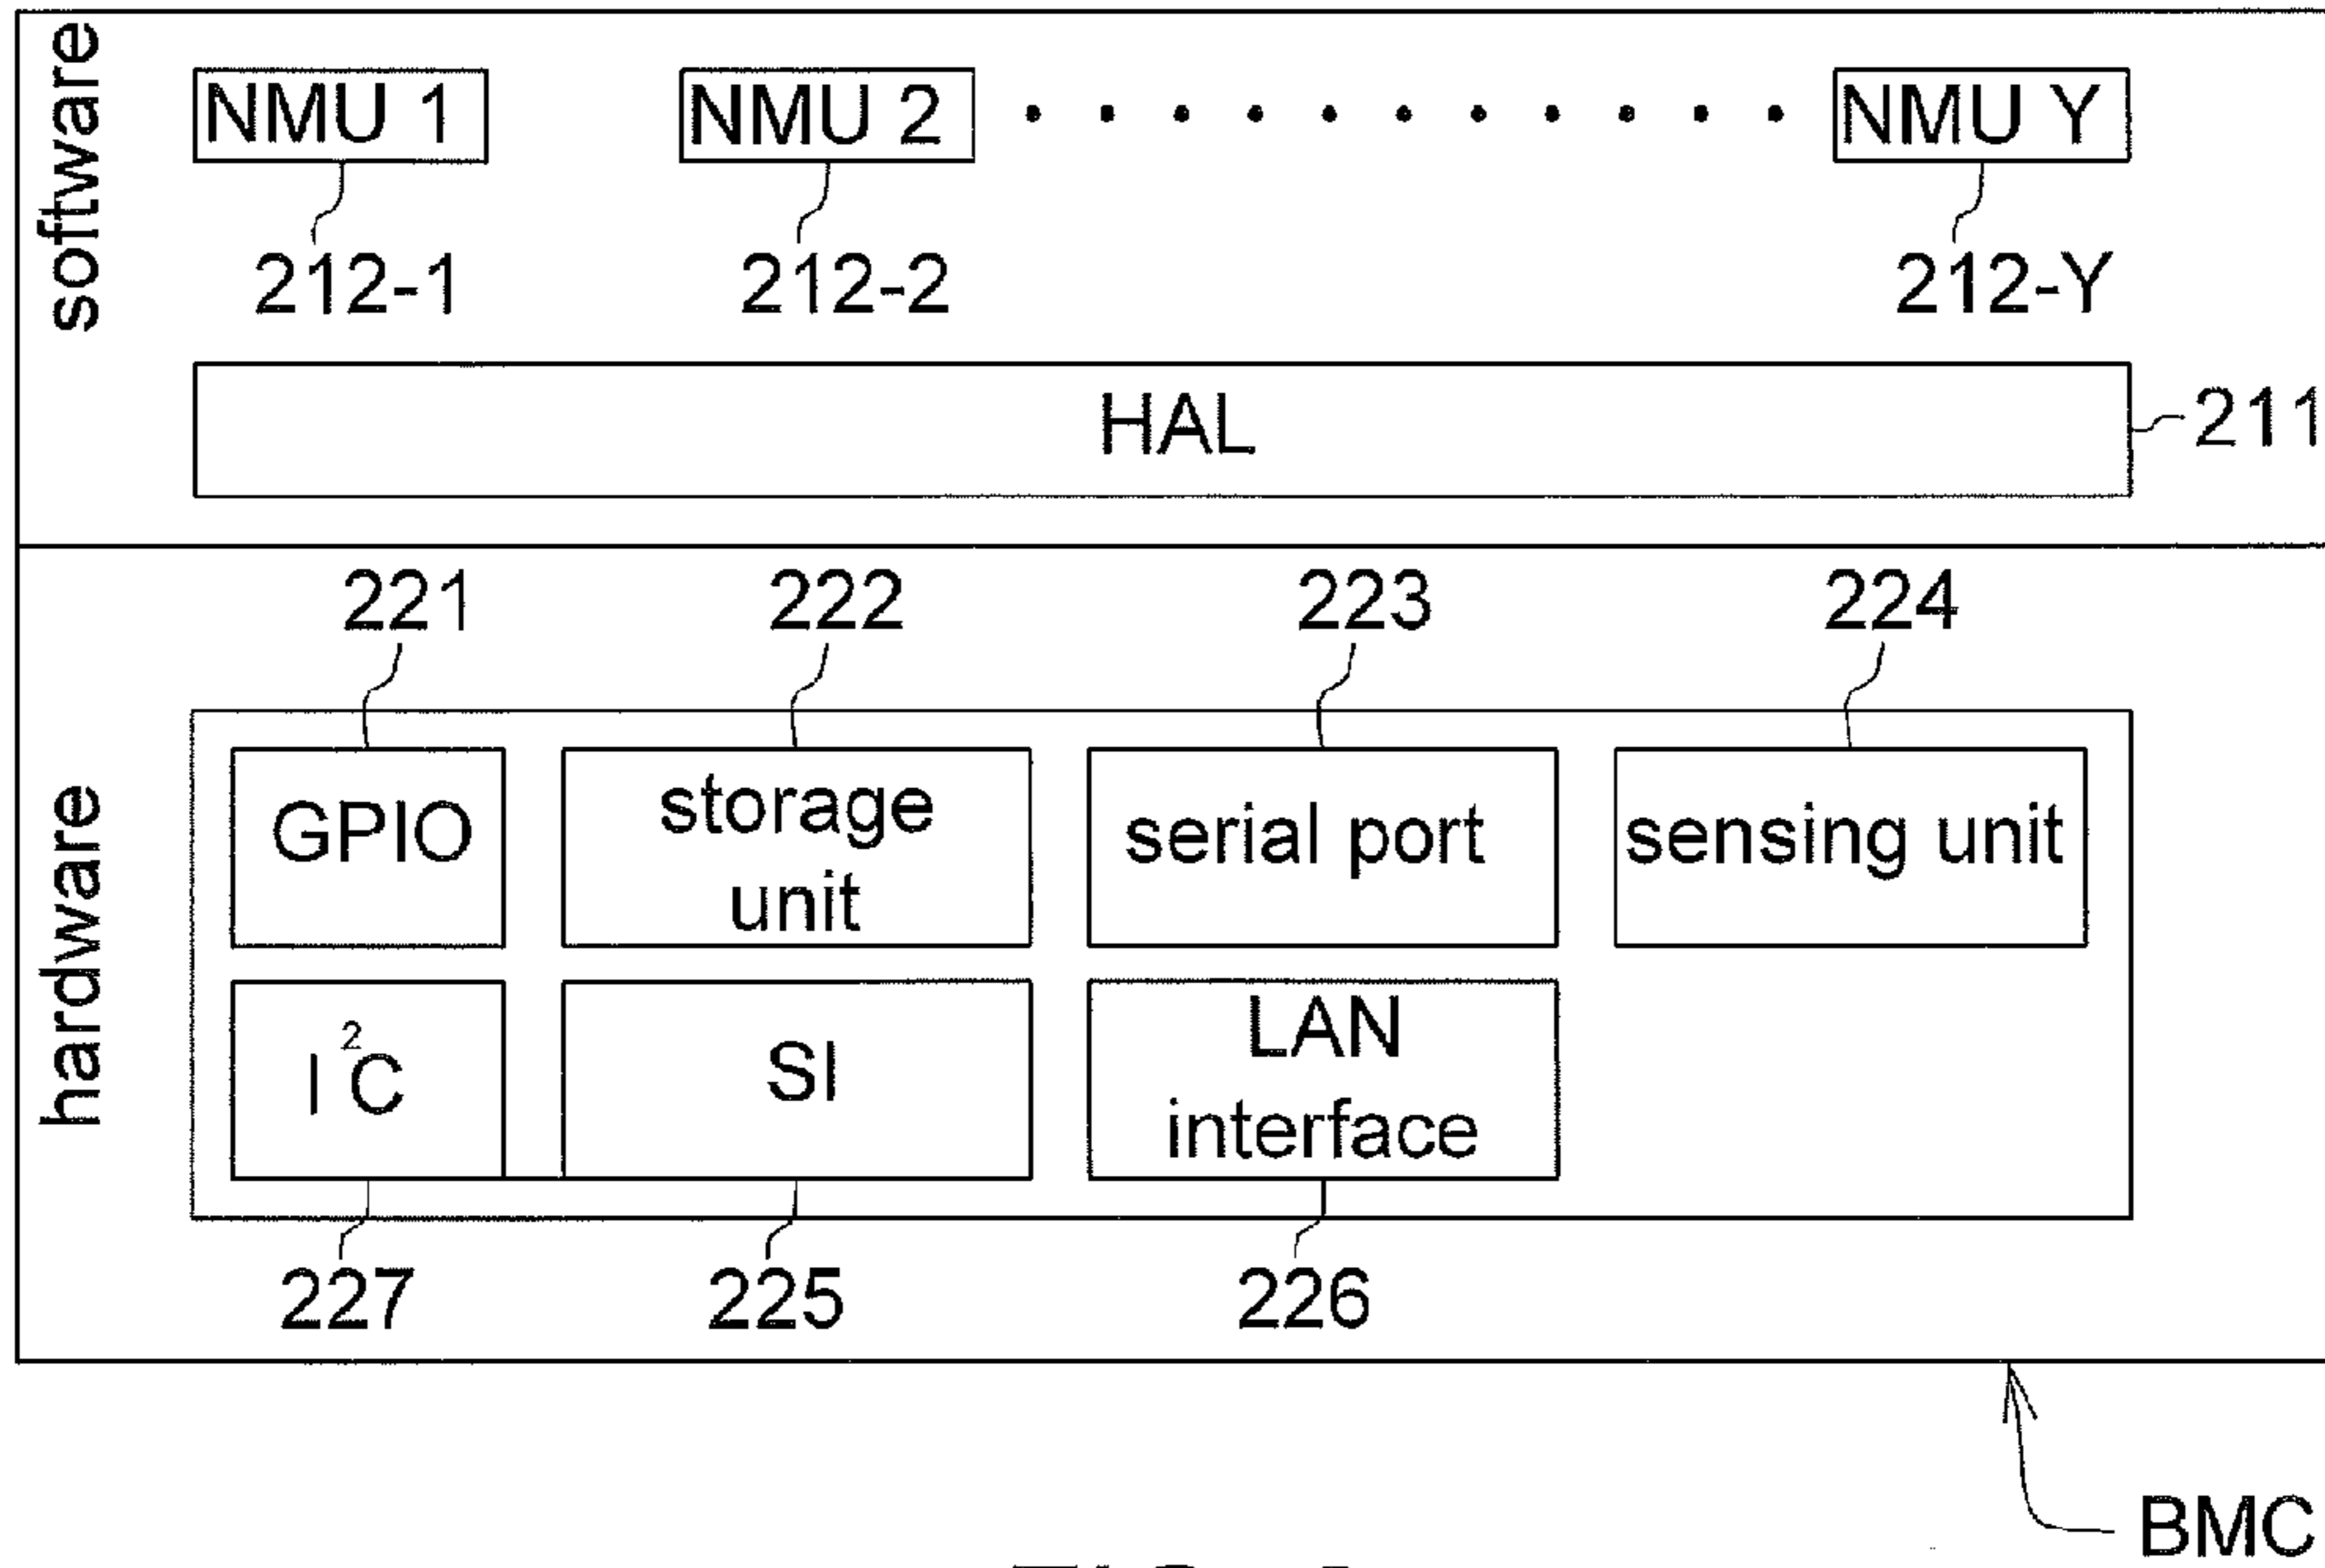 software
NMU 1
NMU 2
NMU Y
212-1
212-2
212-Y
HAL
211
hardware
221
222
223
224
GPIO
storage
unit
serial port
sensing unit
I²C
SI
LAN
interface
227
225
226
BMC